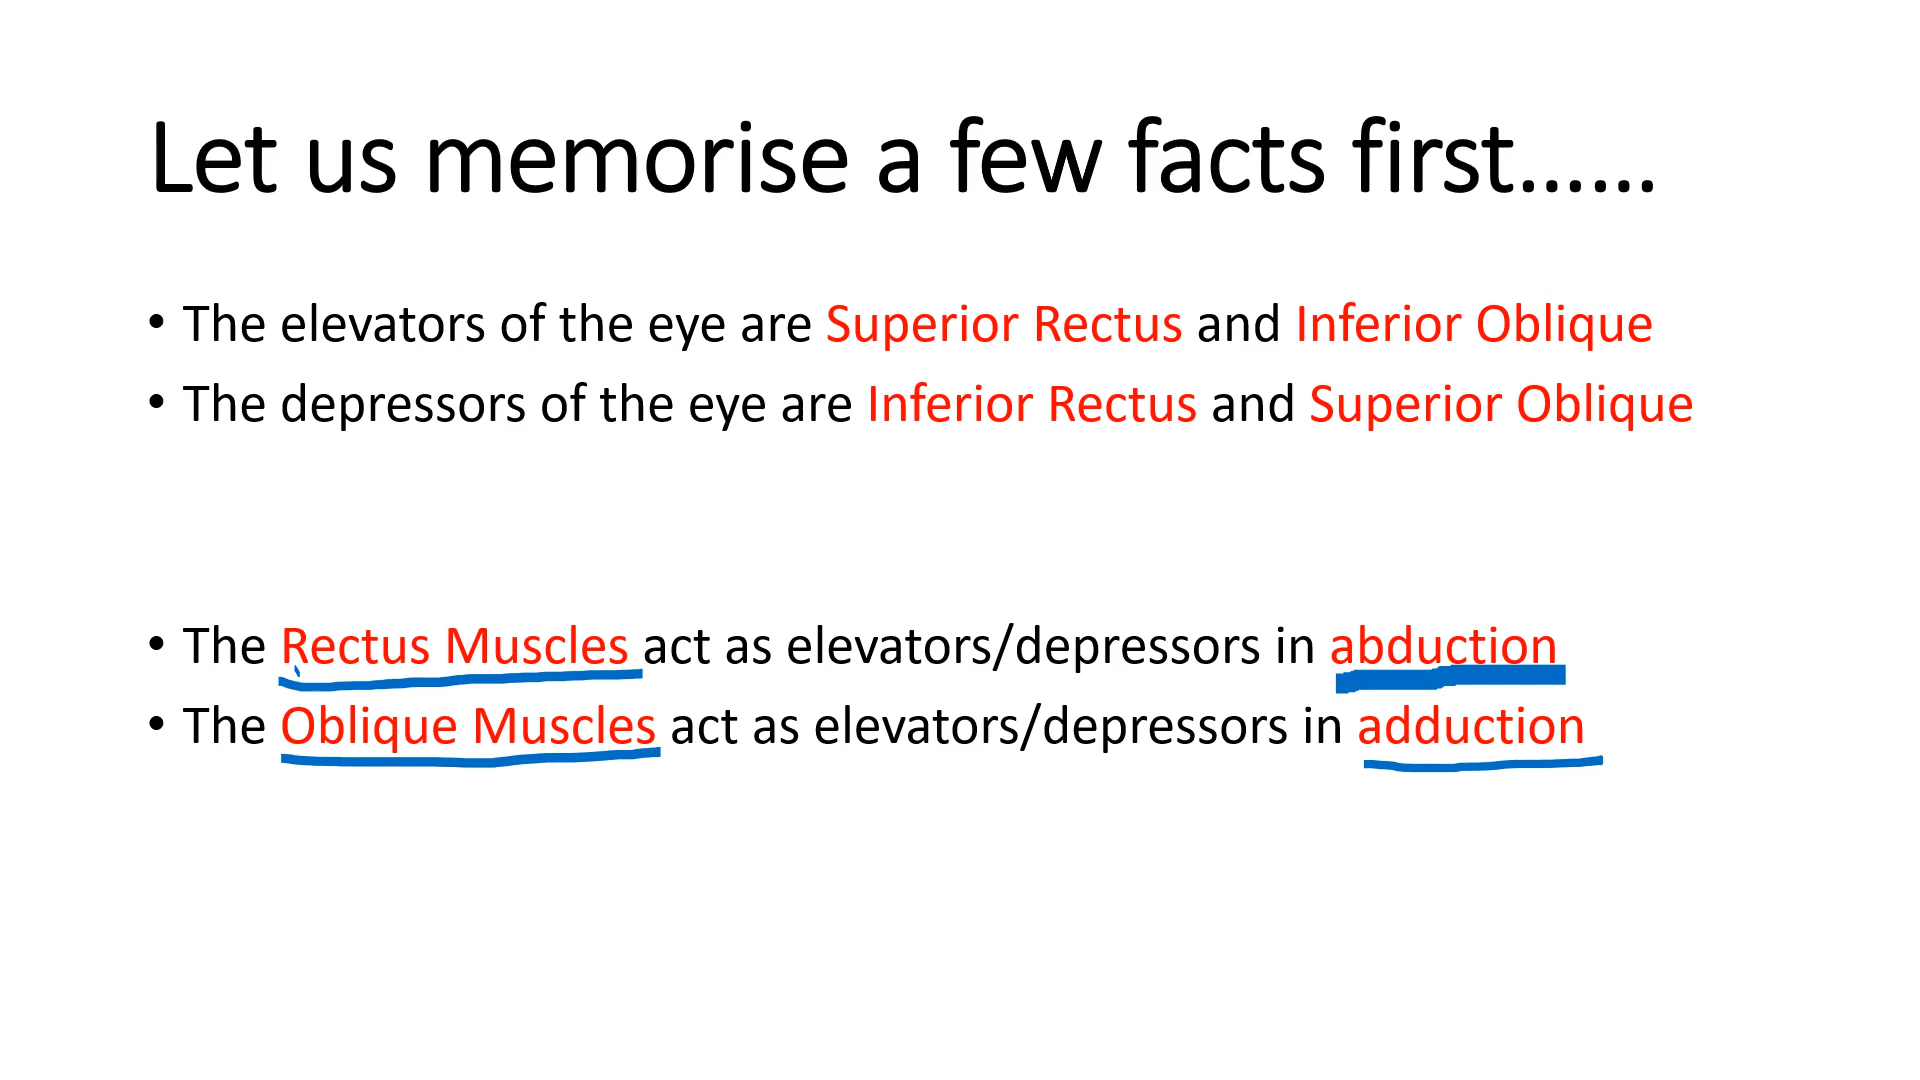 Let us memorise a few facts first......
• The elevators of the eye are Superior Rectus and Inferior Oblique
• The depressors of the eye are Inferior Rectus and Superior Oblique
• The Rectus Muscles act as elevators/depressors in abduction
• The Oblique Muscles act as elevators/depressors in adduction